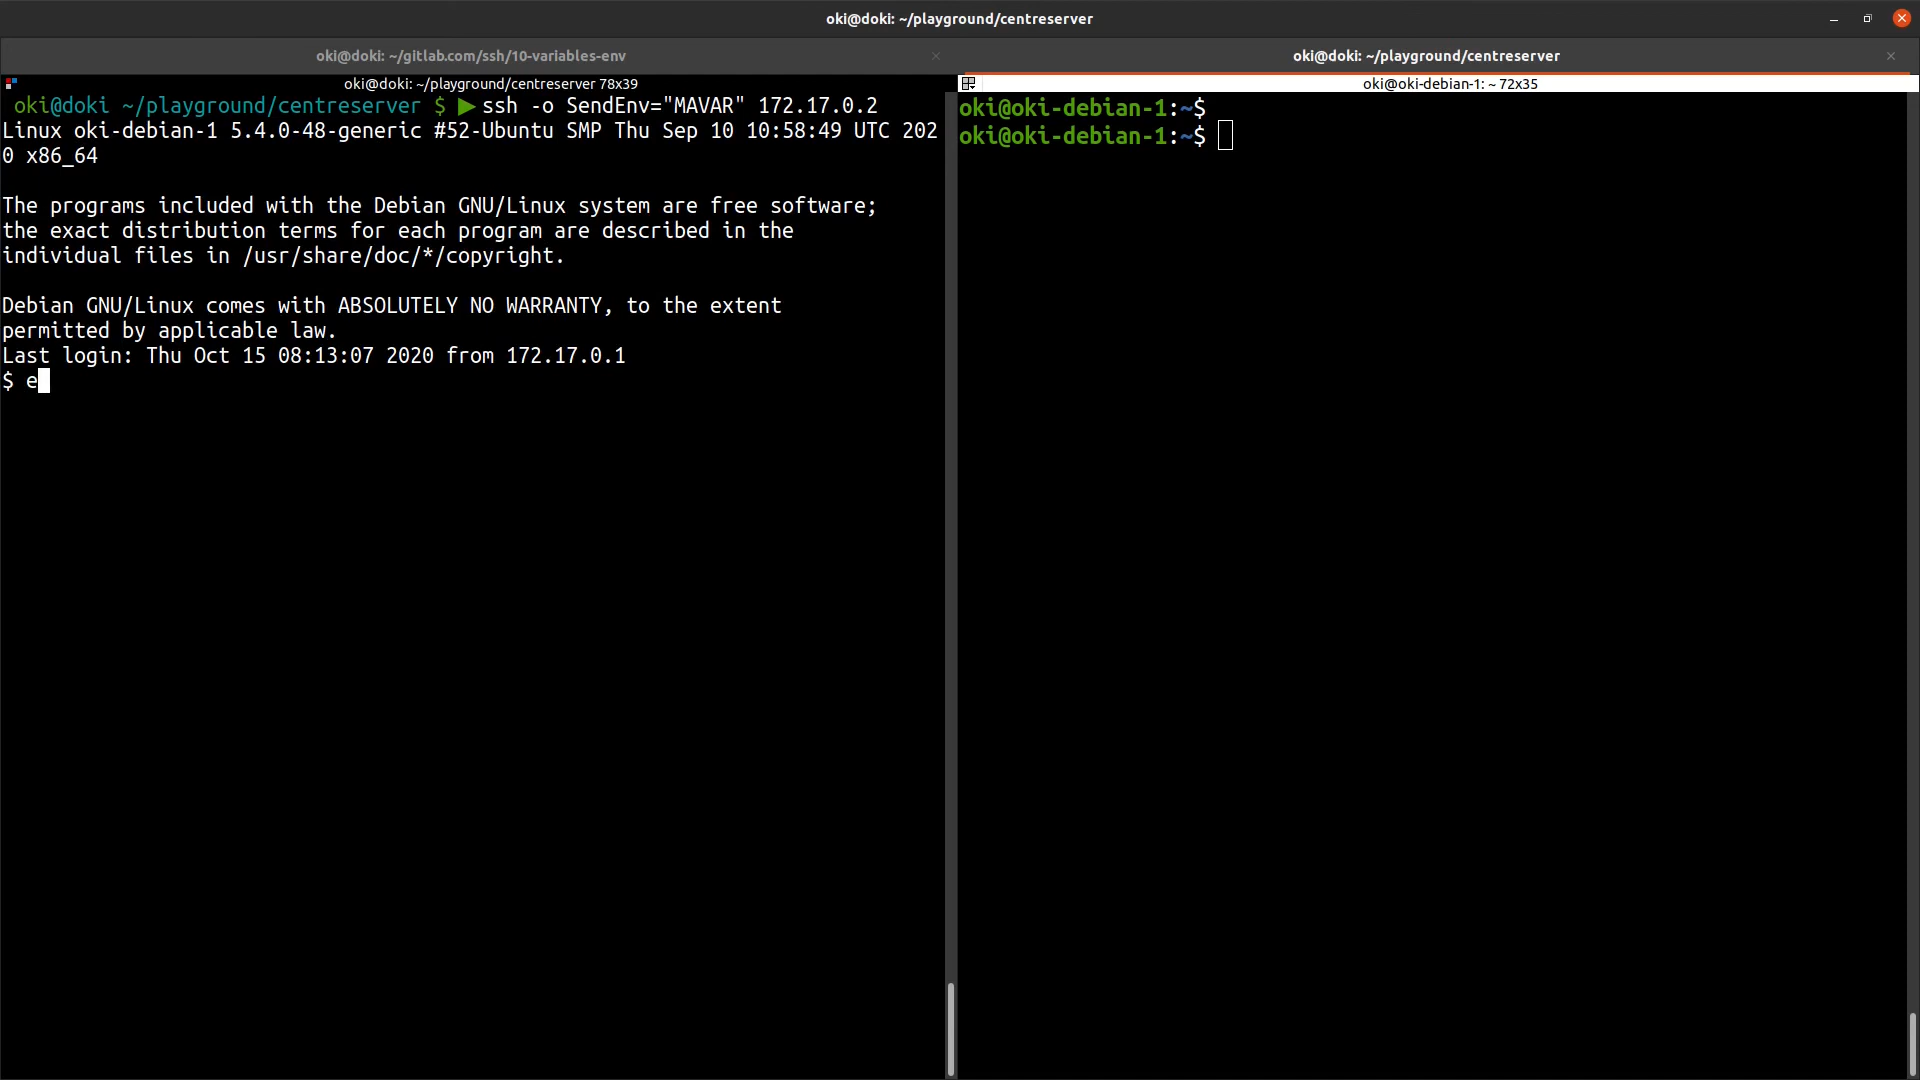 oki@doki: ~/playground/centreserver
oki@doki: ~/gitlab.com/ssh/10-variables-env
oki@doki: ~/playground/centreserver
oki@doki: ~/playground/centreserver 78x39
oki@doki ~/playground/centreserver $ ▶ssh -o SendEnv="MAVAR" 172.17.0.2
Linux oki-debian-1 5.4.0-48-generic #52-Ubuntu SMP Thu Sep 10 10:58:49 UTC 202
0 x86_64
The programs included with the Debian GNU/Linux system are free software;
the exact distribution terms for each program are described in the
individual files in /usr/share/doc/*/copyright.
Debian GNU/Linux comes with ABSOLUTELY NO WARRANTY, to the extent
permitted by applicable law.
Last login: Thu Oct 15 08:13:07 2020 from 172.17.0.1
$ e
oki@oki-debian-1: ~ 72x35
oki@oki-debian-1:~$
oki@oki-debian-1:~$